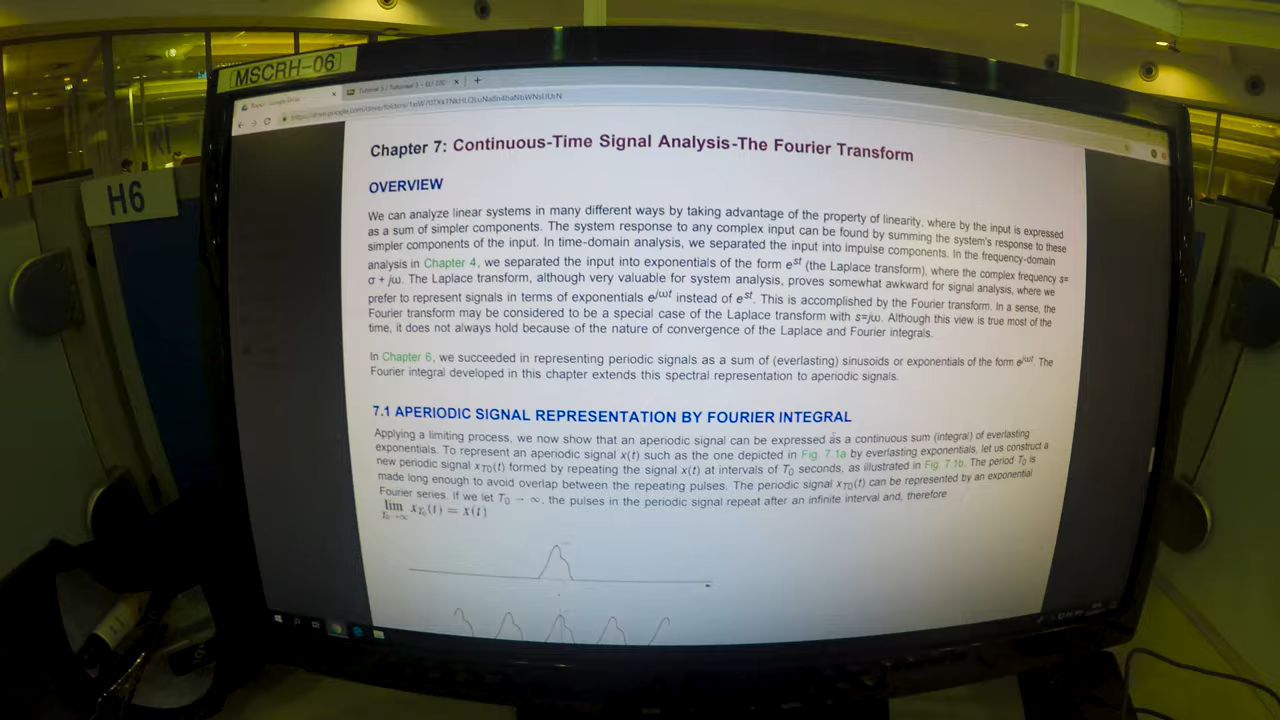 MSCRH-06
H6
Tutorial 5 / Tutoriaal 5 - ELI 220
Chapter 7: Continuous-Time Signal Analysis-The Fourier Transform
OVERVIEW
We can analyze linear systems in many different ways by taking advantage of the property of linearity, where by the input is expressed
as a sum of simpler components. The system response to any complex input can be found by summing the system's response to these
simpler components of the input. In time-domain analysis, we separated the input into impulse components. In the frequency-domain
analysis in Chapter 4, we separated the input into exponentials of the form e^st (the Laplace transform), where the complex frequency s=
σ + jω. The Laplace transform, although very valuable for system analysis, proves somewhat awkward for signal analysis, where we
prefer to represent signals in terms of exponentials e^jωt instead of e^st. This is accomplished by the Fourier transform. In a sense, the
Fourier transform may be considered to be a special case of the Laplace transform with s=jω. Although this view is true most of the
time, it does not always hold because of the nature of convergence of the Laplace and Fourier integrals.
In Chapter 6, we succeeded in representing periodic signals as a sum of (everlasting) sinusoids or exponentials of the form e^jωt. The
Fourier integral developed in this chapter extends this spectral representation to aperiodic signals.
7.1 APERIODIC SIGNAL REPRESENTATION BY FOURIER INTEGRAL
Applying a limiting process, we now show that an aperiodic signal can be expressed as a continuous sum (integral) of everlasting
exponentials. To represent an aperiodic signal x(t) such as the one depicted in Fig. 7.1a by everlasting exponentials, let us construct a
new periodic signal xT0(t) formed by repeating the signal x(t) at intervals of T0 seconds, as illustrated in Fig. 7.1b. The period T0 is
made long enough to avoid overlap between the repeating pulses. The periodic signal xT0(t) can be represented by an exponential
Fourier series. If we let T0 → ∞, the pulses in the periodic signal repeat after an infinite interval and, therefore
lim xT0(t) = x(t)
T0→∞